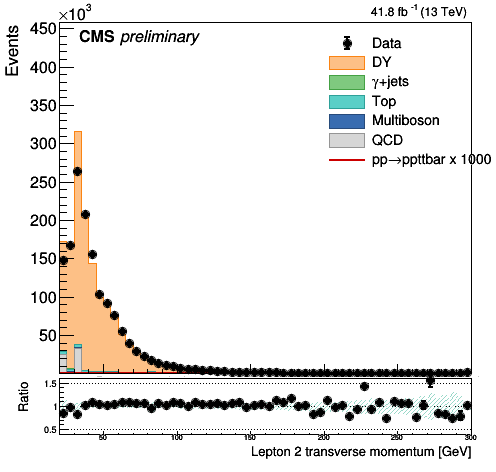 ×10³
41.8 fb⁻¹ (13 TeV)
CMS preliminary
Events
450
400
350
300
250
200
150
100
50
Data
DY
γ+jets
Top
Multiboson
QCD
pp→ppttbar x 1000
Ratio
1.5
1
0.5
50
100
150
200
250
300
Lepton 2 transverse momentum [GeV]